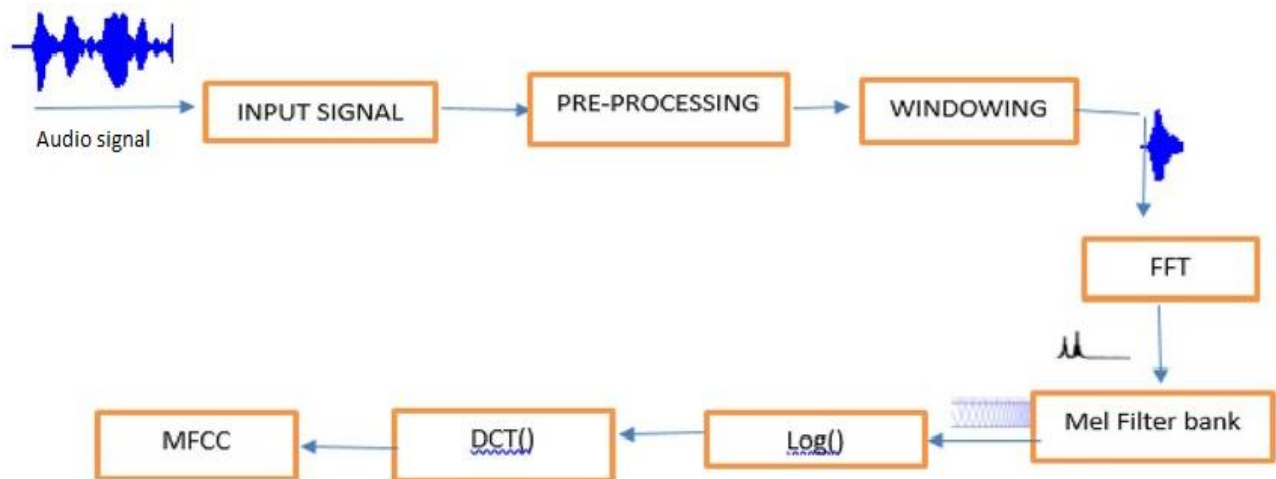 Audio signal
INPUT SIGNAL
PRE-PROCESSING
WINDOWING
FFT
Mel Filter bank
Log()
DCT()
MFCC